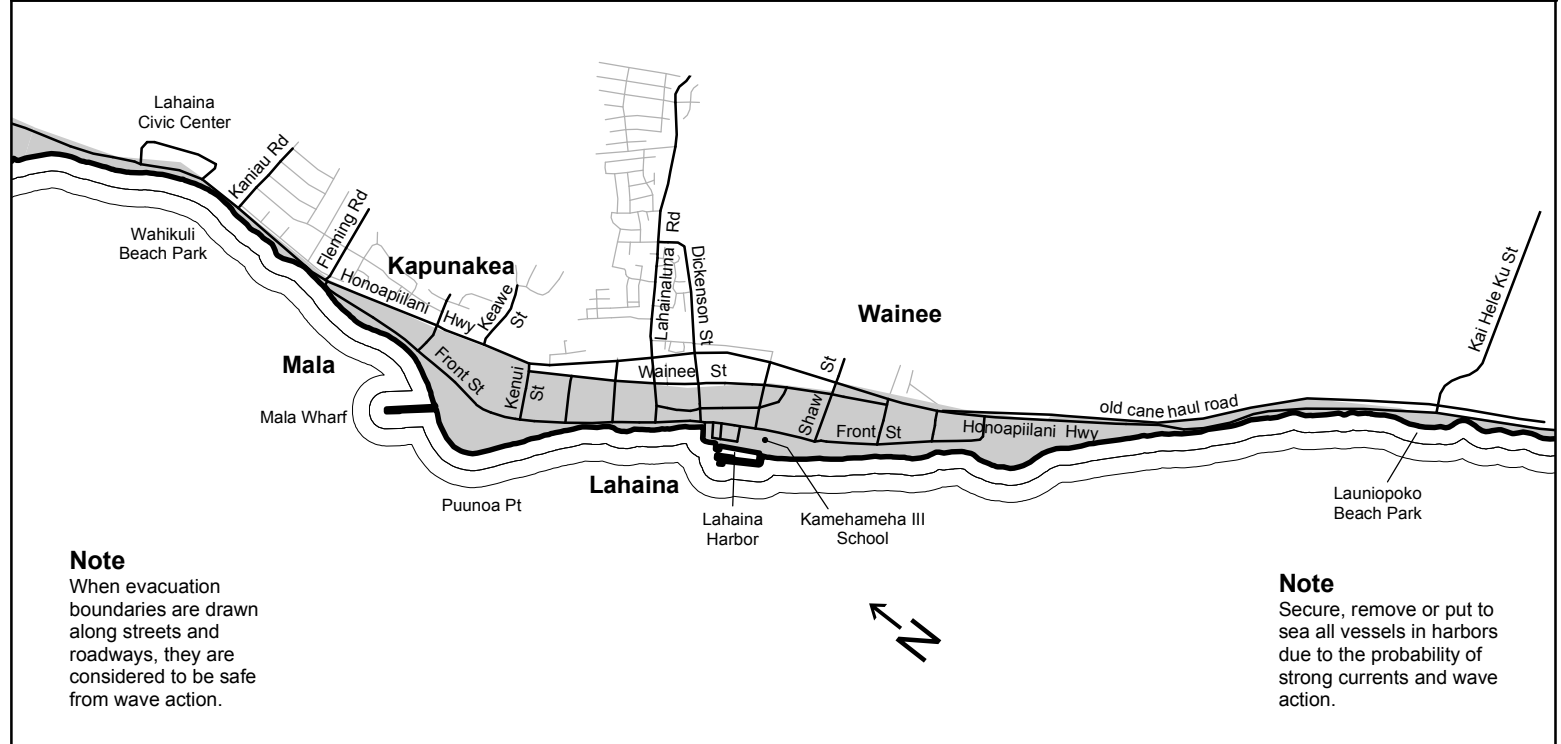 Lahaina
Civic Center
Kaniau Rd
Wahikuli
Beach Park
Fleming Rd
Kapunakea
Honoapiilani
Hwy
Keawe
St
Lahainaluna
Rd
Dickenson St
Wainee
Kai Hele Ku St
Mala
Front St
Kenui
St
Wainee
St
Shaw
St
Front
St
old cane haul road
Honoapiilani
Hwy
Mala Wharf
Lahaina
Puunoa Pt
Lahaina
Harbor
Kamehameha III
School
Launiopoko
Beach Park
Note
When evacuation
boundaries are drawn
along streets and
roadways, they are
considered to be safe
from wave action.
N
Note
Secure, remove or put to
sea all vessels in harbors
due to the probability of
strong currents and wave
action.